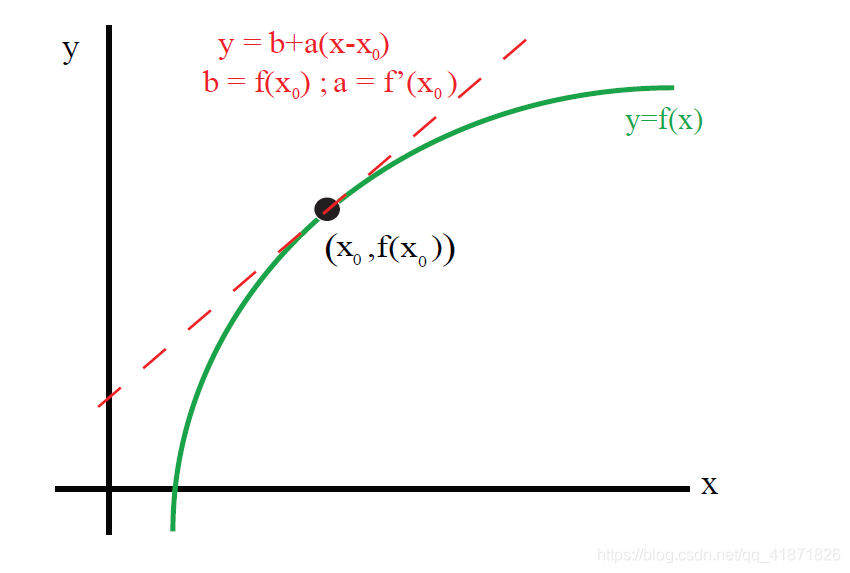 y
y = b+a(x-x₀)
b = f(x₀) ; a = f’(x₀)
y=f(x)
(x₀ ,f(x₀))
x
https://blog.csdn.net/qq_41871826